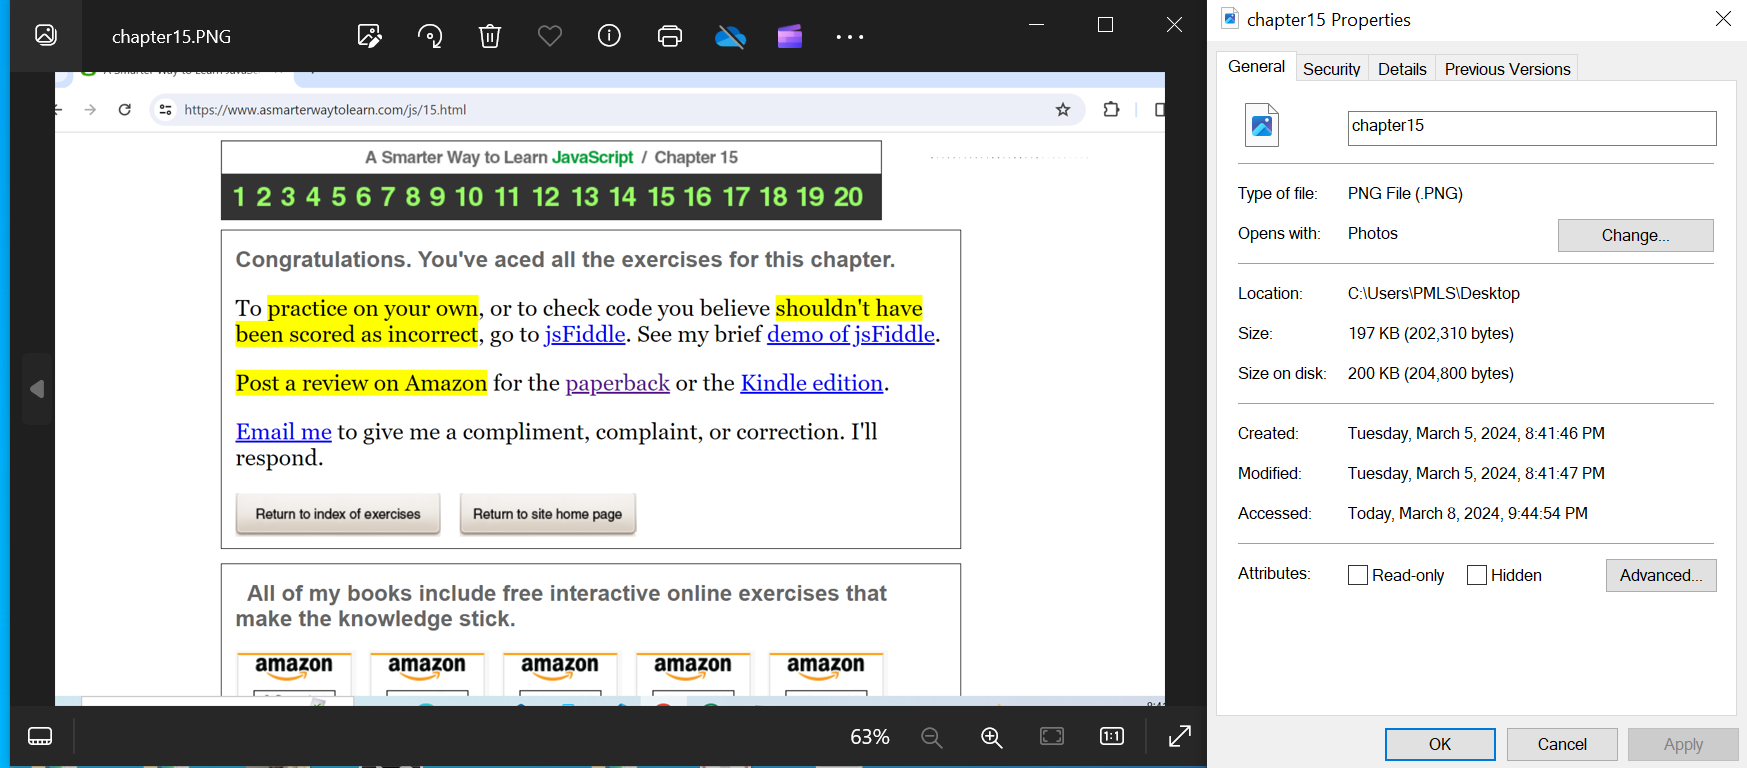 chapter15.PNG
https://www.asmarterwaytolearn.com/js/15.html
A Smarter Way to Learn JavaScript / Chapter 15
1 2 3 4 5 6 7 8 9 10 11 12 13 14 15 16 17 18 19 20
Congratulations. You've aced all the exercises for this chapter.
To practice on your own, or to check code you believe shouldn't have
been scored as incorrect, go to jsFiddle. See my brief demo of jsFiddle.
Post a review on Amazon for the paperback or the Kindle edition.
Email me to give me a compliment, complaint, or correction. I'll
respond.
Return to index of exercises Return to site home page
All of my books include free interactive online exercises that
make the knowledge stick.
amazon amazon amazon amazon amazon
63% 1:1
chapter15 Properties
General Security Details Previous Versions
chapter15
Type of file: PNG File (.PNG)
Opens with: Photos Change...
Location: C:\Users\PMLS\Desktop
Size: 197 KB (202,310 bytes)
Size on disk: 200 KB (204,800 bytes)
Created: Tuesday, March 5, 2024, 8:41:46 PM
Modified: Tuesday, March 5, 2024, 8:41:47 PM
Accessed: Today, March 8, 2024, 9:44:54 PM
Attributes: Read-only Hidden Advanced...
OK Cancel Apply